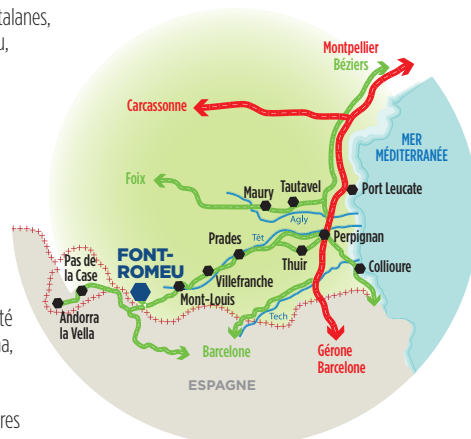 talanes,
u,
té
a,
res
Montpellier
Béziers
Carcassonne
MER
MÉDITERRANÉE
Foix
Maury
Tautavel
Port Leucate
Agly
Têt
Prades
Perpignan
FONT-
ROMEU
Pas de
la Case
Thuir
Villefranche
Collioure
Mont-Louis
Andorra
la Vella
Tech
Barcelone
Gérone
Barcelone
ESPAGNE